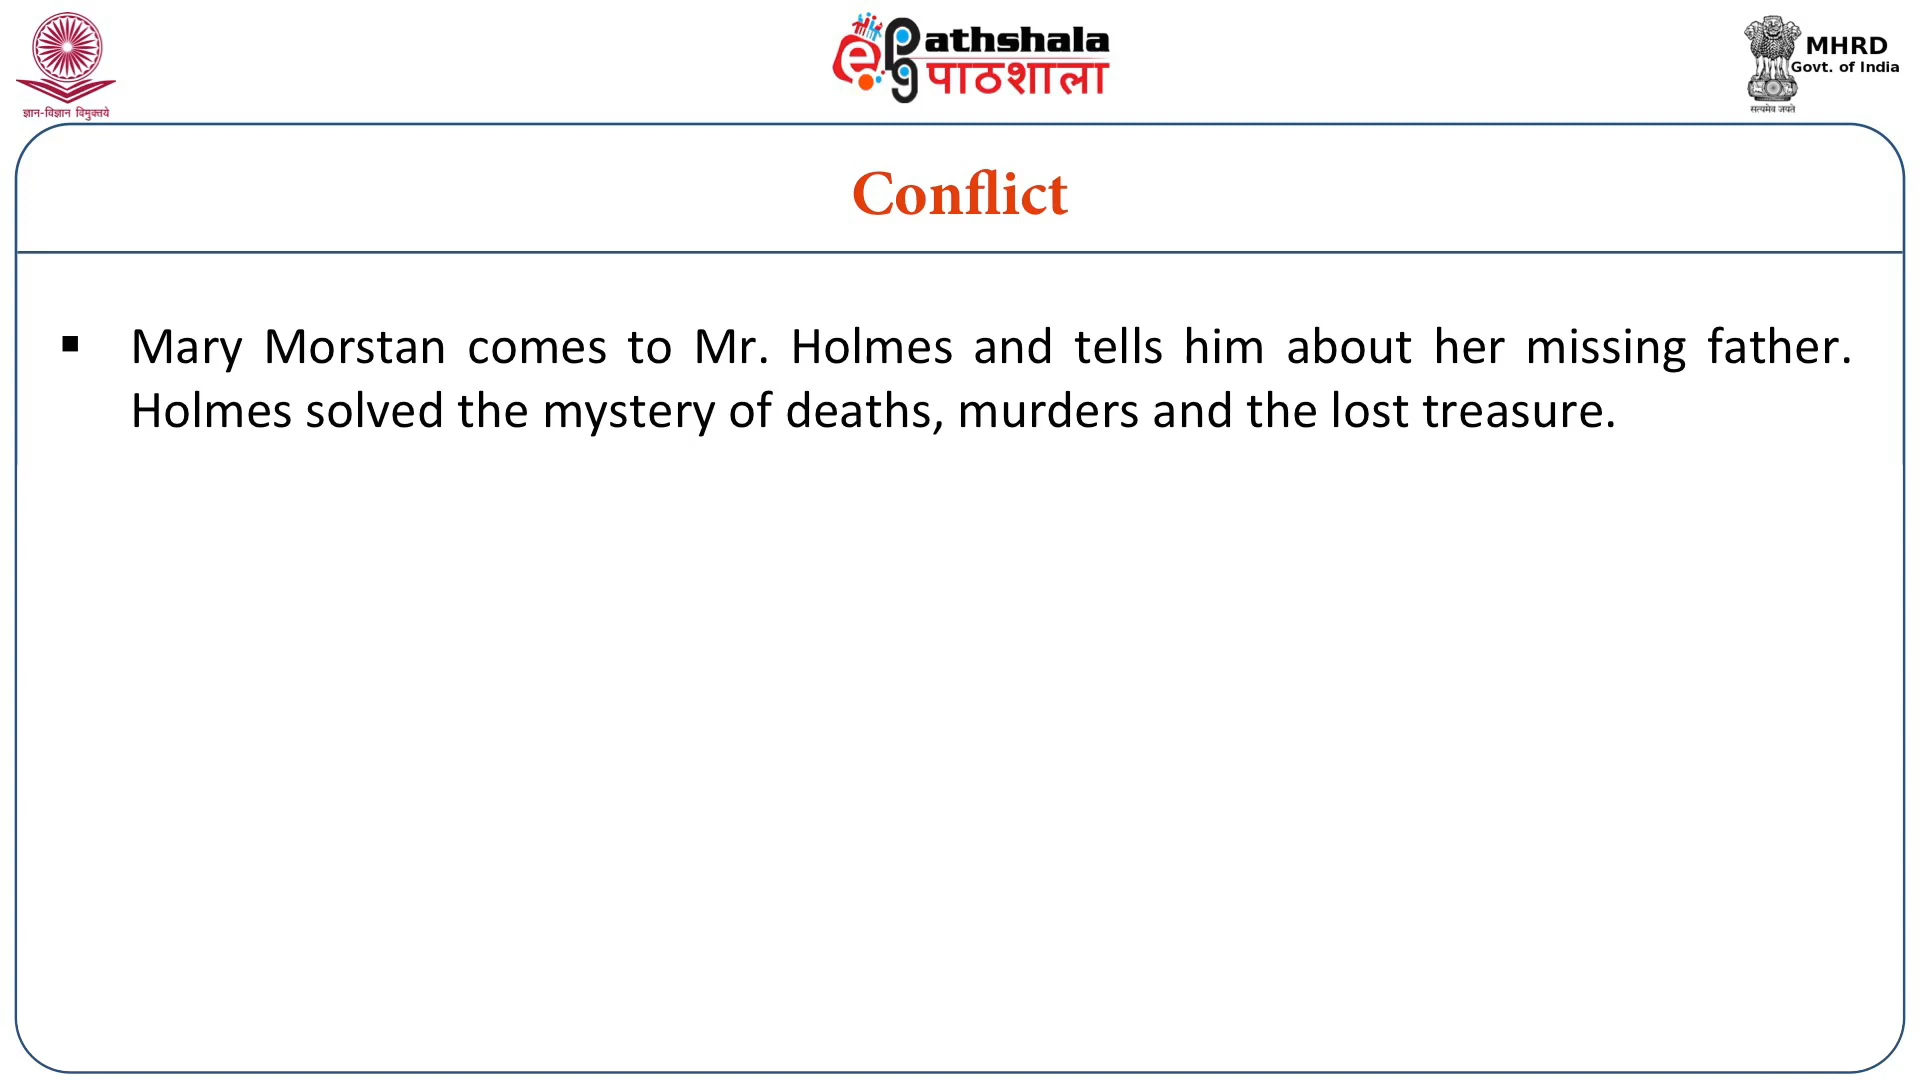 ज्ञान-विज्ञान विमुक्तये
e Pg athshala
पाठशाला
MHRD
Govt. of India
सत्यमेव जयते
Conflict
▪ Mary Morstan comes to Mr. Holmes and tells him about her missing father.
Holmes solved the mystery of deaths, murders and the lost treasure.